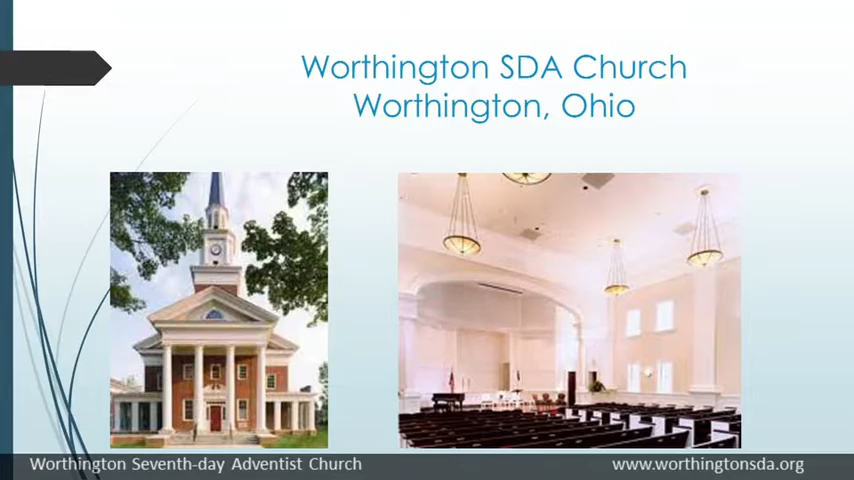 Worthington SDA Church
Worthington, Ohio
Worthington Seventh-day Adventist Church
www.worthingtonsda.org